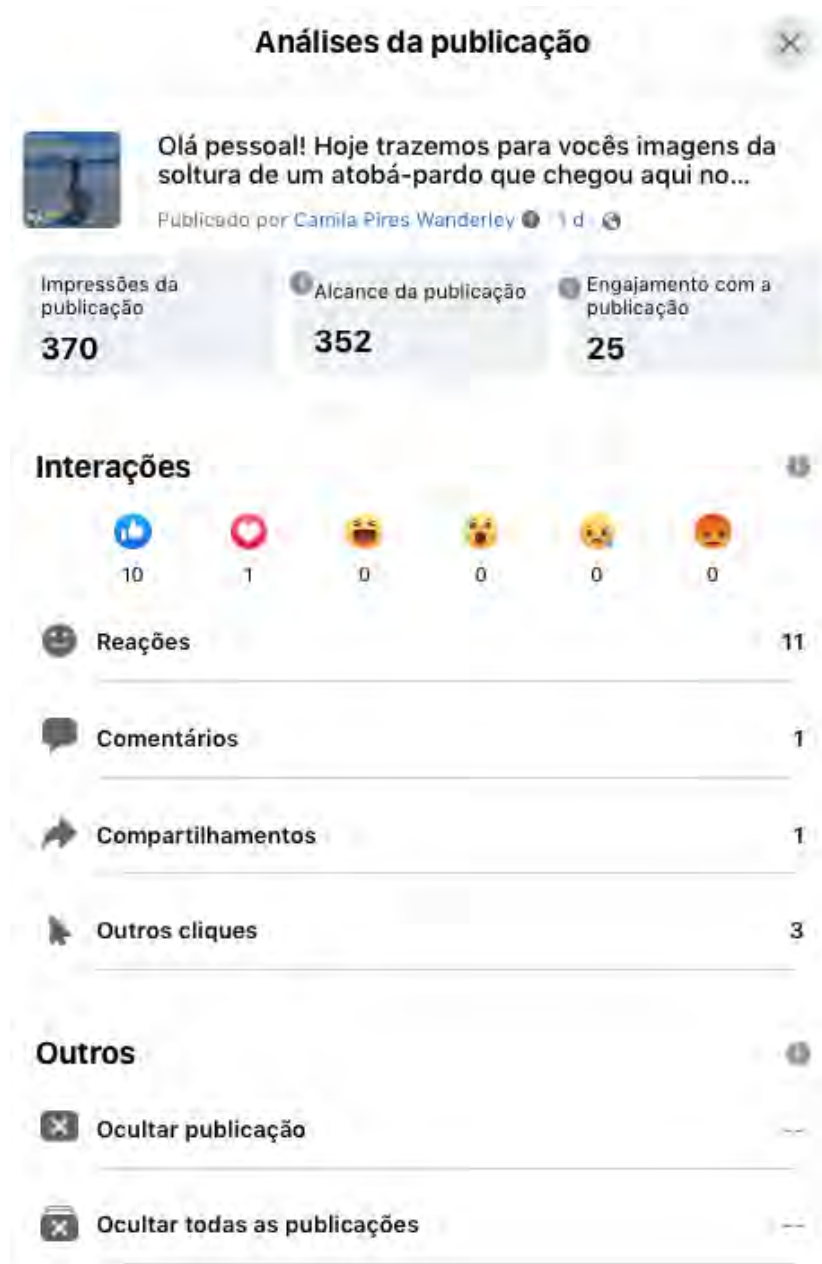 Análises da publicação
Olá pessoal! Hoje trazemos para vocês imagens da
soltura de um atobá-pardo que chegou aqui no...
Publicado por Camila Pires Wanderley 1 d
Impressões da
publicação
370
Alcance da publicação
352
Engajamento com a
publicação
25
Interações
10 1 0 0 0 0
Reações 11
Comentários 1
Compartilhamentos 1
Outros cliques 3
Outros
Ocultar publicação --
Ocultar todas as publicações --